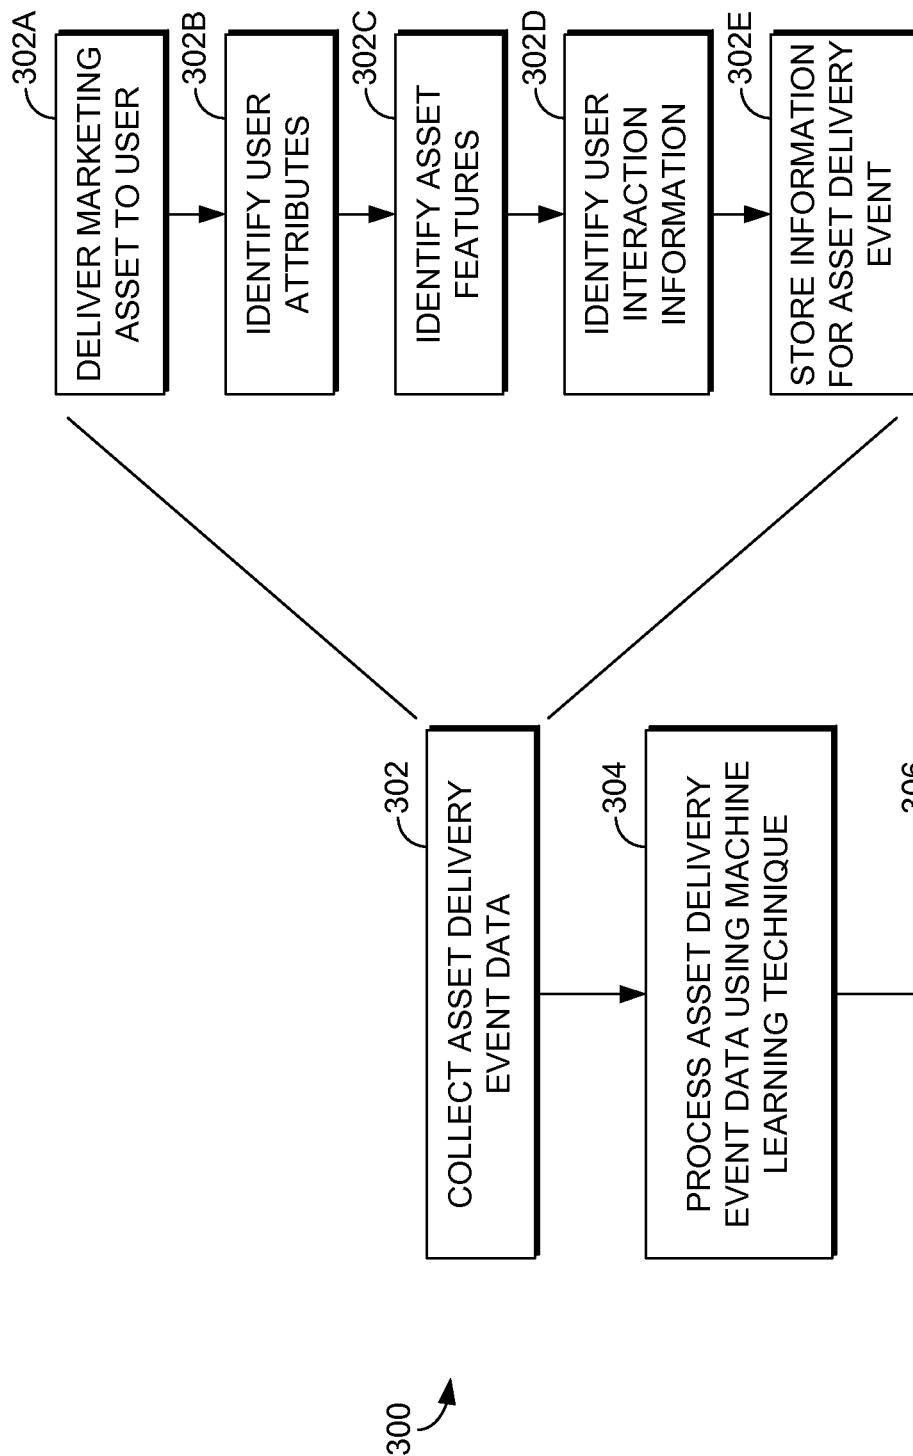 300
302
COLLECT ASSET DELIVERY
EVENT DATA
304
PROCESS ASSET DELIVERY
EVENT DATA USING MACHINE
LEARNING TECHNIQUE
302A
DELIVER MARKETING
ASSET TO USER
302B
IDENTIFY USER
ATTRIBUTES
302C
IDENTIFY ASSET
FEATURES
302D
IDENTIFY USER
INTERACTION
INFORMATION
302E
STORE INFORMATION
FOR ASSET DELIVERY
EVENT
306